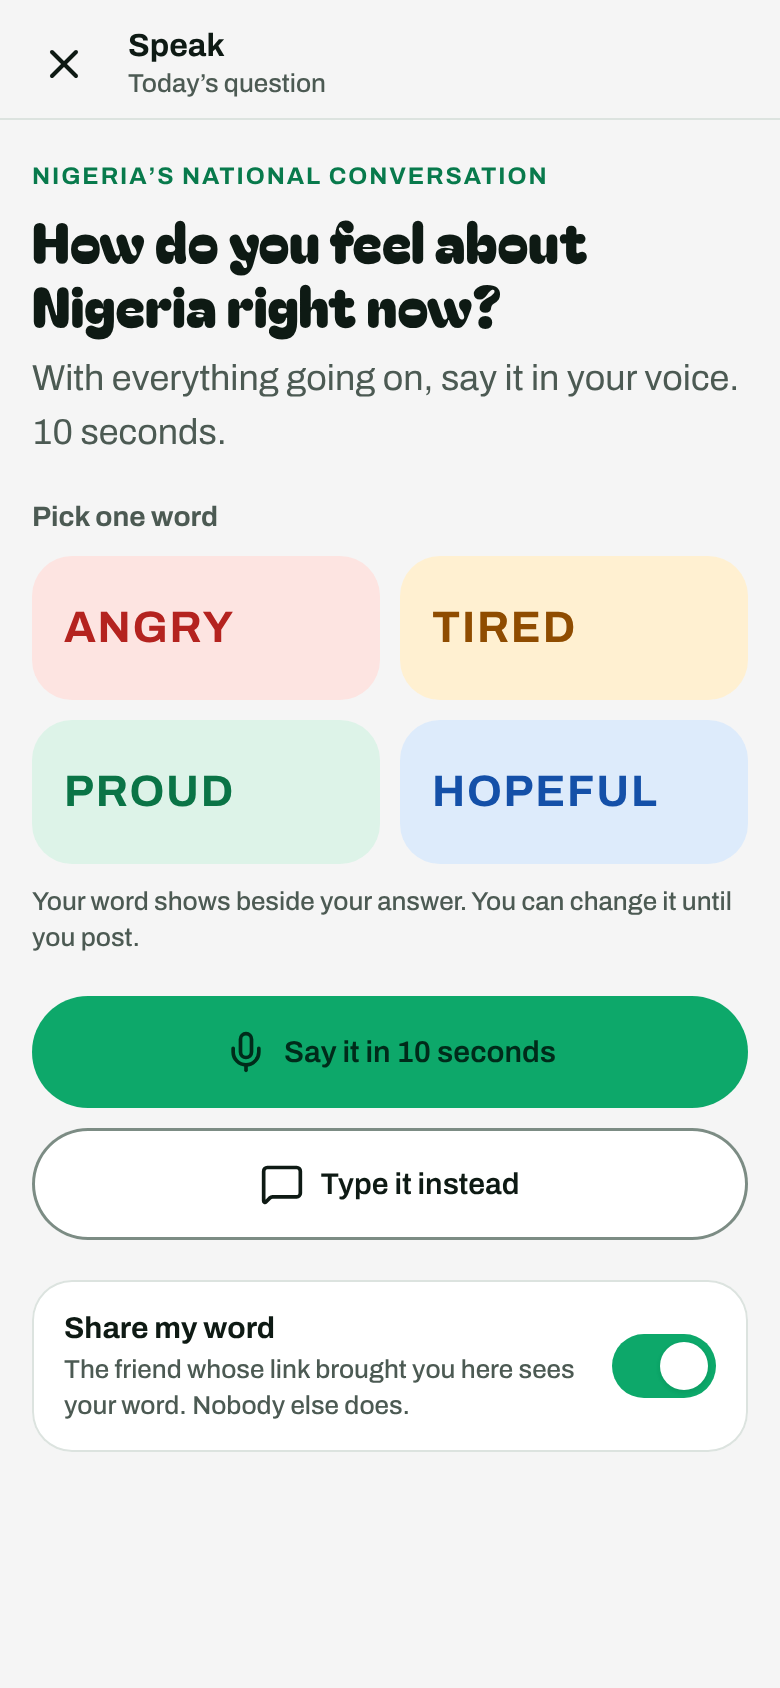 Speak
Today’s question
NIGERIA’S NATIONAL CONVERSATION
How do you feel about
Nigeria right now?
With everything going on, say it in your voice.
10 seconds.
Pick one word
ANGRY
TIRED
PROUD
HOPEFUL
Your word shows beside your answer. You can change it until
you post.
Say it in 10 seconds
Type it instead
Share my word
The friend whose link brought you here sees
your word. Nobody else does.